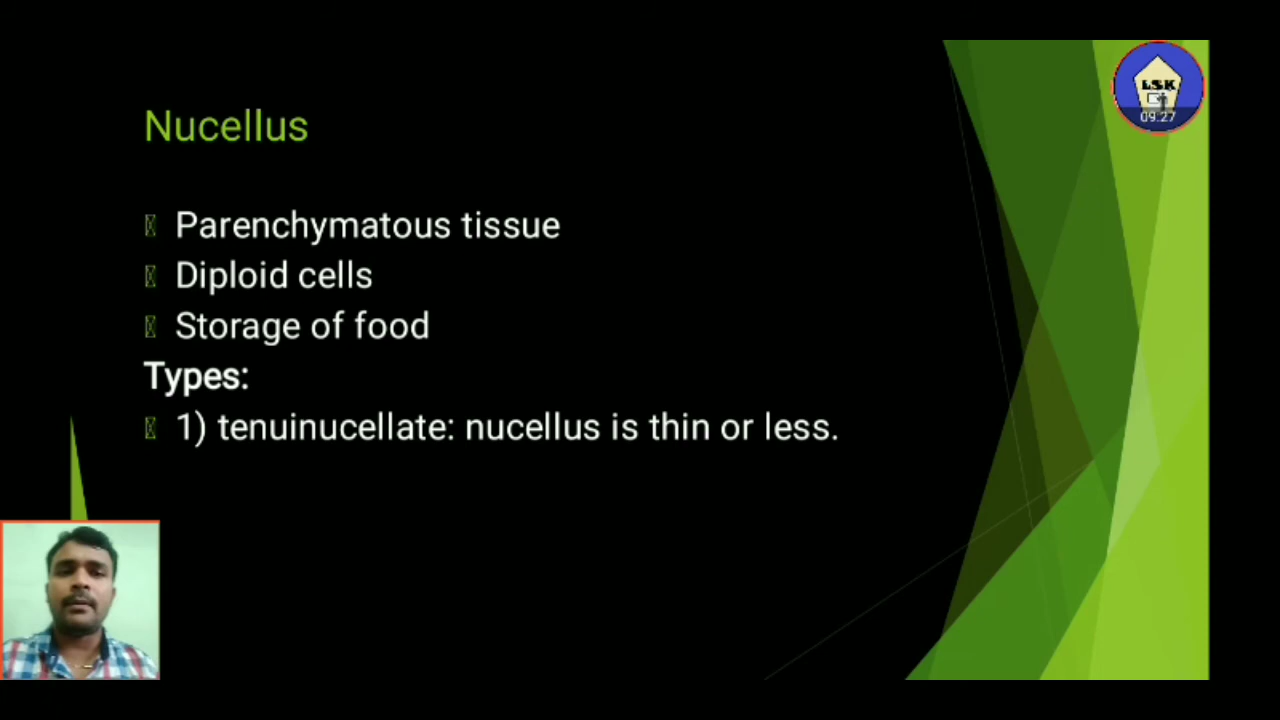 LSK
09:27
Nucellus
Parenchymatous tissue
Diploid cells
Storage of food
Types:
1) tenuinucellate: nucellus is thin or less.